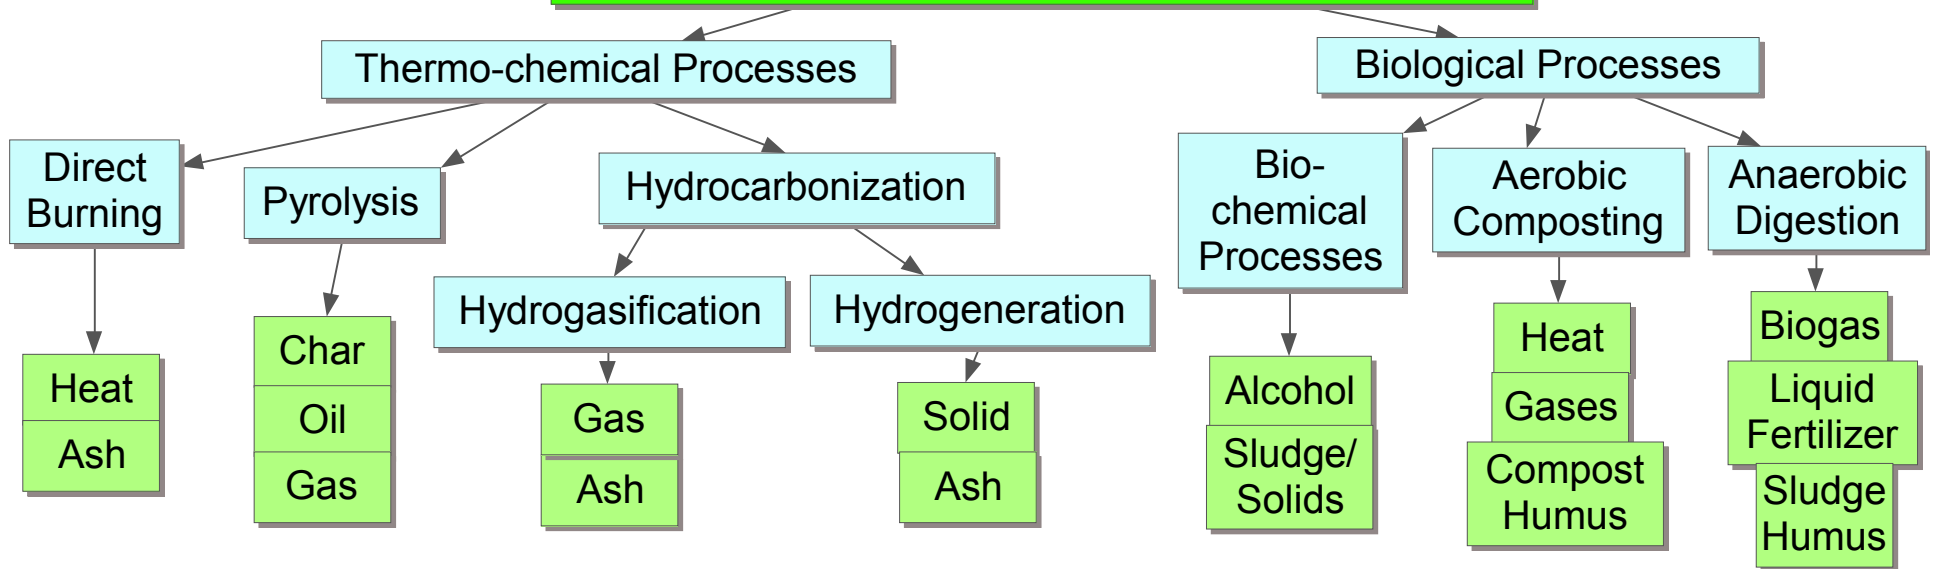 Thermo-chemical Processes
Biological Processes
Direct
Burning
Pyrolysis
Hydrocarbonization
Bio-
chemical
Processes
Aerobic
Composting
Anaerobic
Digestion
Hydrogasification
Hydrogeneration
Heat
Ash
Char
Oil
Gas
Gas
Ash
Solid
Ash
Alcohol
Sludge/
Solids
Heat
Gases
Compost
Humus
Biogas
Liquid
Fertilizer
Sludge
Humus